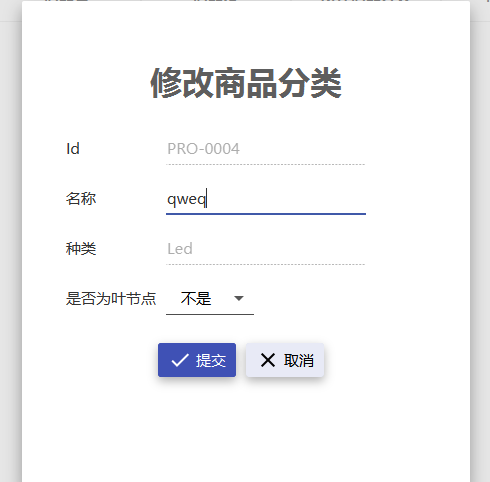 修改商品分类
Id PRO-0004
名称 qweq
种类 Led
是否为叶节点 不是
提交 取消